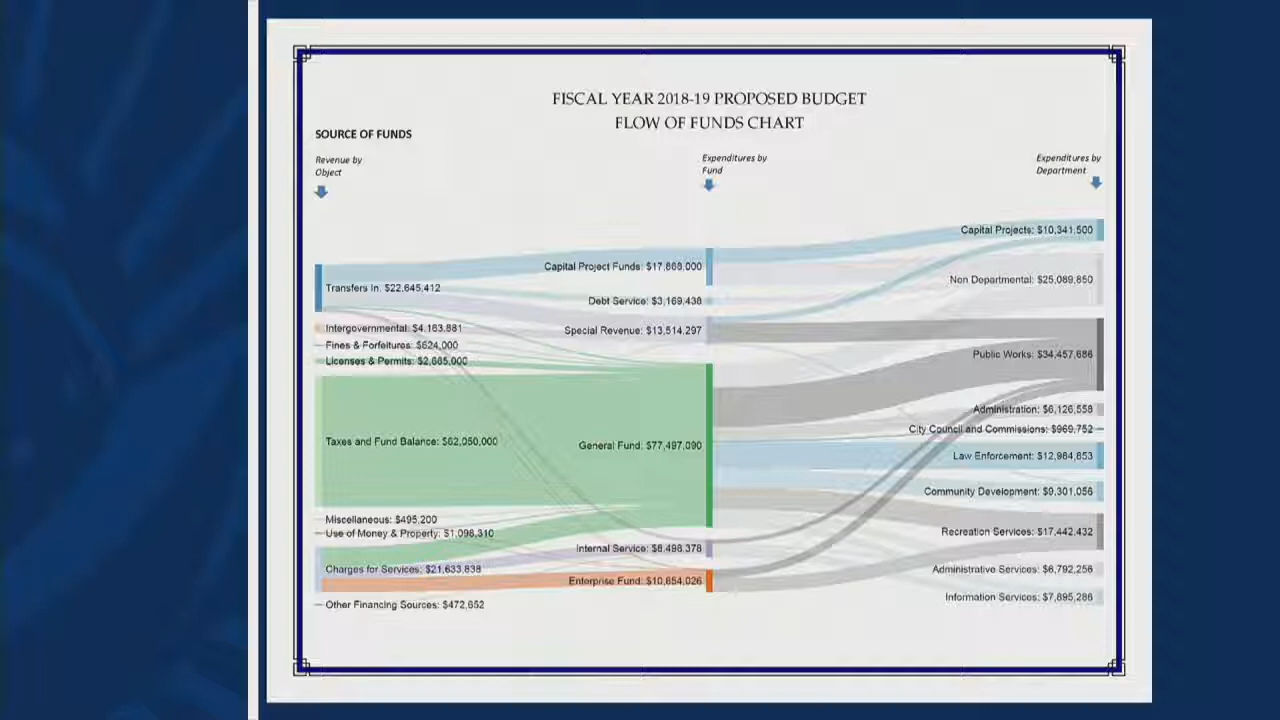 FISCAL YEAR 2018-19 PROPOSED BUDGET
FLOW OF FUNDS CHART
SOURCE OF FUNDS
Revenue by
Object
Expenditures by
Fund
Expenditures by
Department
Transfers In: $22,645,412
Intergovernmental: $4,163,881
Fines & Forfeitures: $624,000
Licenses & Permits: $2,665,000
Taxes and Fund Balance: $62,050,000
Miscellaneous: $495,200
Use of Money & Property: $1,098,310
Charges for Services: $21,633,838
Other Financing Sources: $472,652
Capital Project Funds: $17,868,000
Debt Service: $3,169,438
Special Revenue: $13,514,297
General Fund: $77,497,090
Internal Service: $8,498,378
Enterprise Fund: $10,854,026
Capital Projects: $10,341,500
Non Departmental: $25,089,850
Public Works: $34,457,686
Administration: $6,126,558
City Council and Commissions: $969,752
Law Enforcement: $12,984,853
Community Development: $9,301,056
Recreation Services: $17,442,432
Administrative Services: $6,792,256
Information Services: $7,895,286